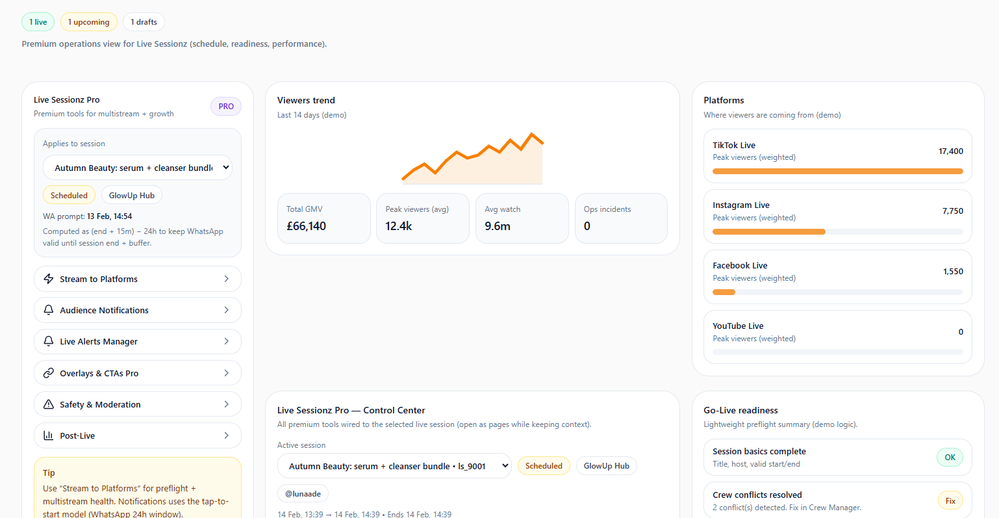 1 live
1 upcoming
1 drafts
Premium operations view for Live Sessionz (schedule, readiness, performance).
Live Sessionz Pro
Premium tools for multistream + growth
PRO
Applies to session
Autumn Beauty: serum + cleanser bundle
Scheduled
GlowUp Hub
WA prompt: 13 Feb, 14:54
Computed as (end + 15m) − 24h to keep WhatsApp
valid until session end + buffer.
Stream to Platforms
Audience Notifications
Live Alerts Manager
Overlays & CTAs Pro
Safety & Moderation
Post-Live
Tip
Use “Stream to Platforms” for preflight +
multistream health. Notifications uses the tap-to-
start model (WhatsApp 24h window).
Viewers trend
Last 14 days (demo)
Total GMV
£66,140
Peak viewers (avg)
12.4k
Avg watch
9.6m
Ops incidents
0
Live Sessionz Pro — Control Center
All premium tools wired to the selected live session (open as pages while keeping context).
Active session
Autumn Beauty: serum + cleanser bundle • ls_9001
Scheduled
GlowUp Hub
@lunaade
14 Feb, 13:39 → 14 Feb, 14:39 • Ends 14 Feb, 14:39
Platforms
Where viewers are coming from (demo)
TikTok Live
Peak viewers (weighted)
17,400
Instagram Live
Peak viewers (weighted)
7,750
Facebook Live
Peak viewers (weighted)
1,550
YouTube Live
Peak viewers (weighted)
0
Go-Live readiness
Lightweight preflight summary (demo logic).
Session basics complete
Title, host, valid start/end
OK
Crew conflicts resolved
2 conflict(s) detected. Fix in Crew Manager.
Fix